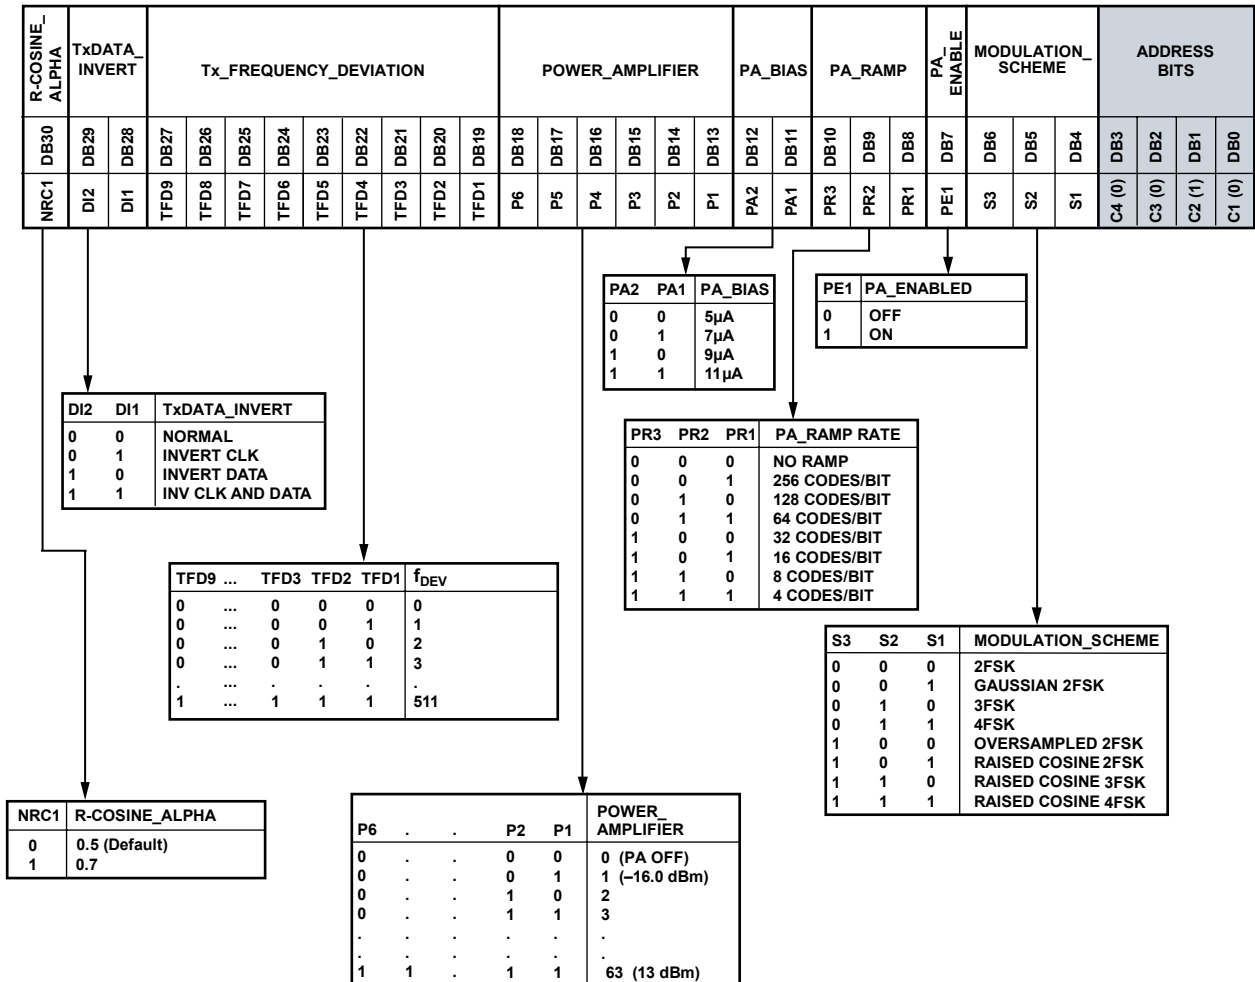 R-COSINE_ALPHA TxDATA_INVERT Tx_FREQUENCY_DEVIATION POWER_AMPLIFIER PA_BIAS PA_RAMP PA_ENABLE MODULATION_SCHEME ADDRESS BITS
DB30 DB29 DB28 DB27 DB26 DB25 DB24 DB23 DB22 DB21 DB20 DB19 DB18 DB17 DB16 DB15 DB14 DB13 DB12 DB11 DB10 DB9 DB8 DB7 DB6 DB5 DB4 DB3 DB2 DB1 DB0
NRC1 DI2 DI1 TFD9 TFD8 TFD7 TFD6 TFD5 TFD4 TFD3 TFD2 TFD1 P6 P5 P4 P3 P2 P1 PA2 PA1 PR3 PR2 PR1 PE1 S3 S2 S1 C4 (0) C3 (0) C2 (1) C1 (0)
PA2 PA1 PA_BIAS
0 0 5µA
0 1 7µA
1 0 9µA
1 1 11µA
PE1 PA_ENABLED
0 OFF
1 ON
DI2 DI1 TxDATA_INVERT
0 0 NORMAL
0 1 INVERT CLK
1 0 INVERT DATA
1 1 INV CLK AND DATA
PR3 PR2 PR1 PA_RAMP RATE
0 0 0 NO RAMP
0 0 1 256 CODES/BIT
0 1 0 128 CODES/BIT
0 1 1 64 CODES/BIT
1 0 0 32 CODES/BIT
1 0 1 16 CODES/BIT
1 1 0 8 CODES/BIT
1 1 1 4 CODES/BIT
TFD9 ... TFD3 TFD2 TFD1 fDEV
0 ... 0 0 0 0
0 ... 0 0 1 1
0 ... 0 1 0 2
0 ... 0 1 1 3
. ... . . . .
1 ... 1 1 1 511
S3 S2 S1 MODULATION_SCHEME
0 0 0 2FSK
0 0 1 GAUSSIAN 2FSK
0 1 0 3FSK
0 1 1 4FSK
1 0 0 OVERSAMPLED 2FSK
1 0 1 RAISED COSINE 2FSK
1 1 0 RAISED COSINE 3FSK
1 1 1 RAISED COSINE 4FSK
NRC1 R-COSINE_ALPHA
0 0.5 (Default)
1 0.7
P6 . . P2 P1 POWER_AMPLIFIER
0 . . 0 0 0 (PA OFF)
0 . . 0 1 1 (–16.0 dBm)
0 . . 1 0 2
0 . . 1 1 3
. . . . . .
. . . . . .
1 1 . 1 1 63 (13 dBm)